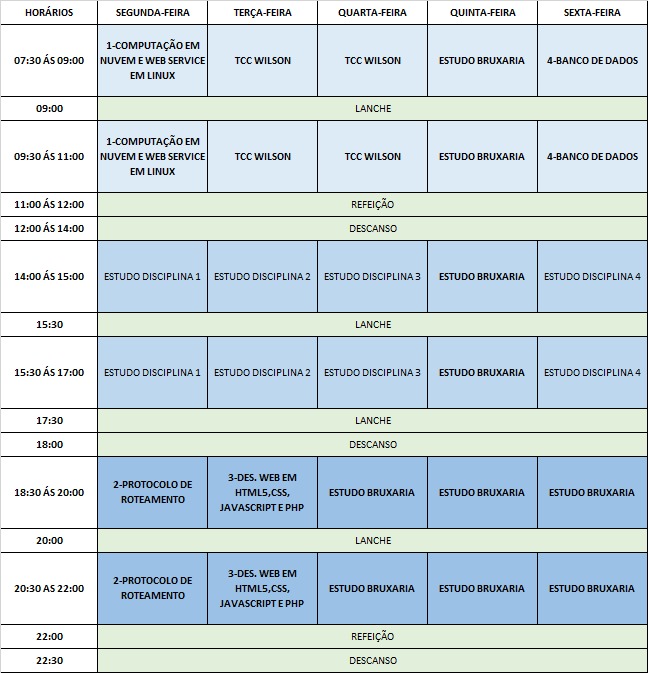 HORÁRIOS SEGUNDA-FEIRA TERÇA-FEIRA QUARTA-FEIRA QUINTA-FEIRA SEXTA-FEIRA
07:30 ÁS 09:00
1-COMPUTAÇÃO EM
NUVEM E WEB SERVICE
EM LINUX
TCC WILSON
TCC WILSON
ESTUDO BRUXARIA
4-BANCO DE DADOS
09:00 LANCHE
09:30 ÁS 11:00
1-COMPUTAÇÃO EM
NUVEM E WEB SERVICE
EM LINUX
TCC WILSON
TCC WILSON
ESTUDO BRUXARIA
4-BANCO DE DADOS
11:00 ÁS 12:00 REFEIÇÃO
12:00 ÁS 14:00 DESCANSO
14:00 ÁS 15:00 ESTUDO DISCIPLINA 1 ESTUDO DISCIPLINA 2 ESTUDO DISCIPLINA 3 ESTUDO BRUXARIA ESTUDO DISCIPLINA 4
15:30 LANCHE
15:30 ÁS 17:00 ESTUDO DISCIPLINA 1 ESTUDO DISCIPLINA 2 ESTUDO DISCIPLINA 3 ESTUDO BRUXARIA ESTUDO DISCIPLINA 4
17:30 LANCHE
18:00 DESCANSO
18:30 ÁS 20:00
2-PROTOCOLO DE
ROTEAMENTO
3-DES. WEB EM
HTML5,CSS,
JAVASCRIPT E PHP
ESTUDO BRUXARIA
ESTUDO BRUXARIA
ESTUDO BRUXARIA
20:00 LANCHE
20:30 AS 22:00
2-PROTOCOLO DE
ROTEAMENTO
3-DES. WEB EM
HTML5,CSS,
JAVASCRIPT E PHP
ESTUDO BRUXARIA
ESTUDO BRUXARIA
ESTUDO BRUXARIA
22:00 REFEIÇÃO
22:30 DESCANSO